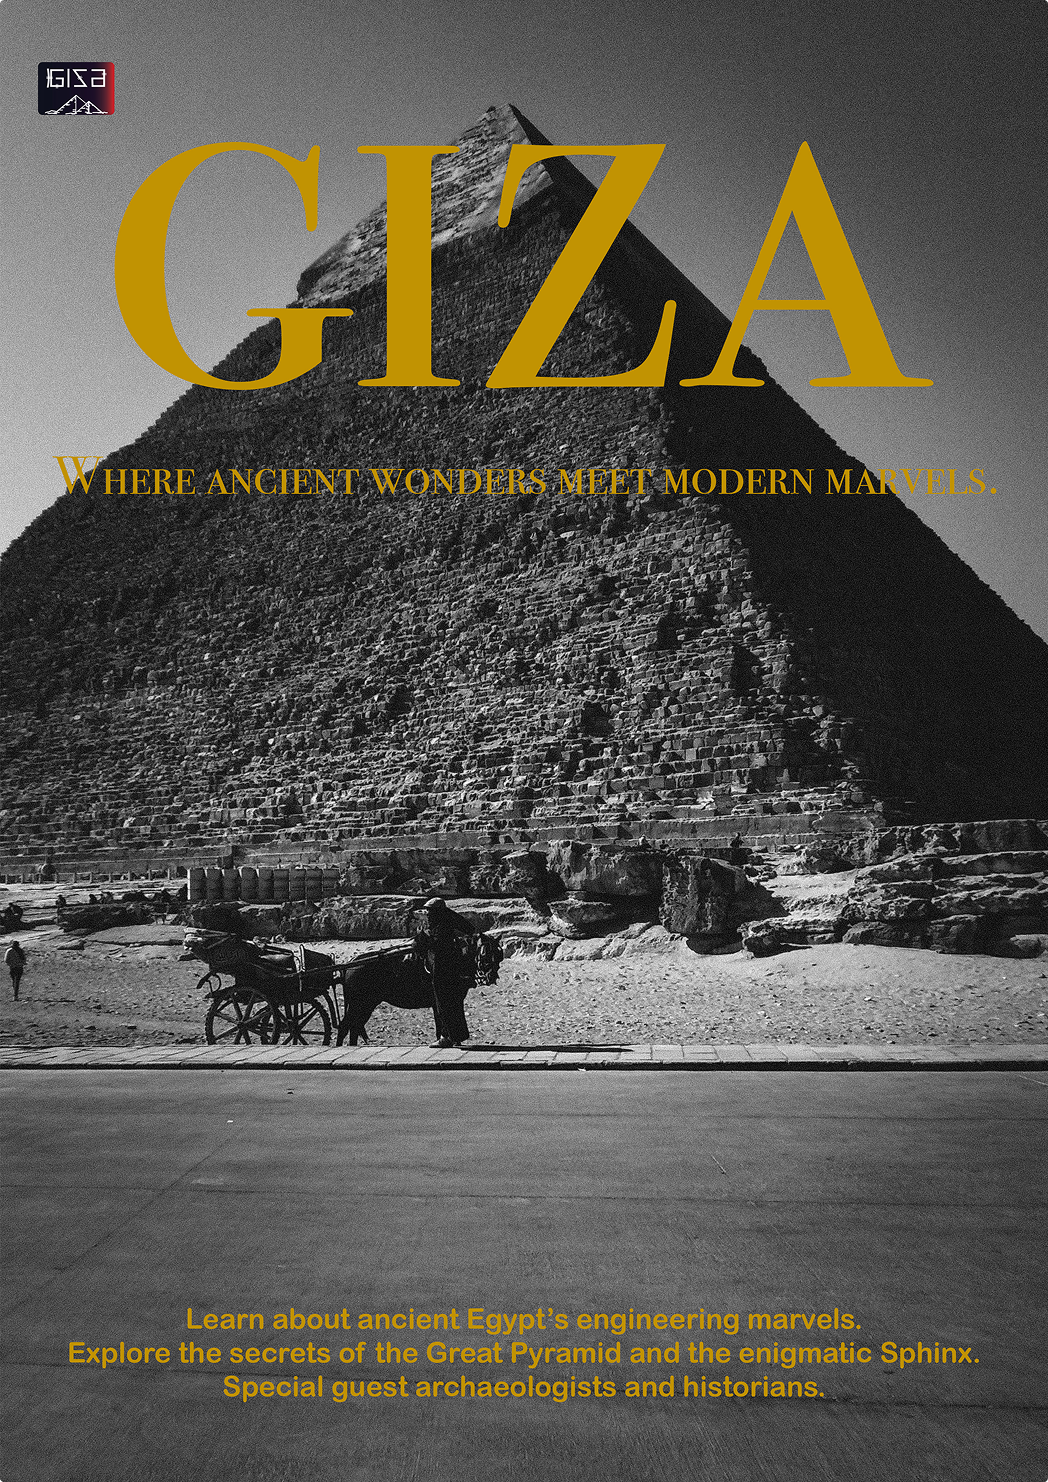 GIZA
GIZA
WHERE ANCIENT WONDERS MEET MODERN MARVELS.
Learn about ancient Egypt’s engineering marvels.
Explore the secrets of the Great Pyramid and the enigmatic Sphinx.
Special guest archaeologists and historians.